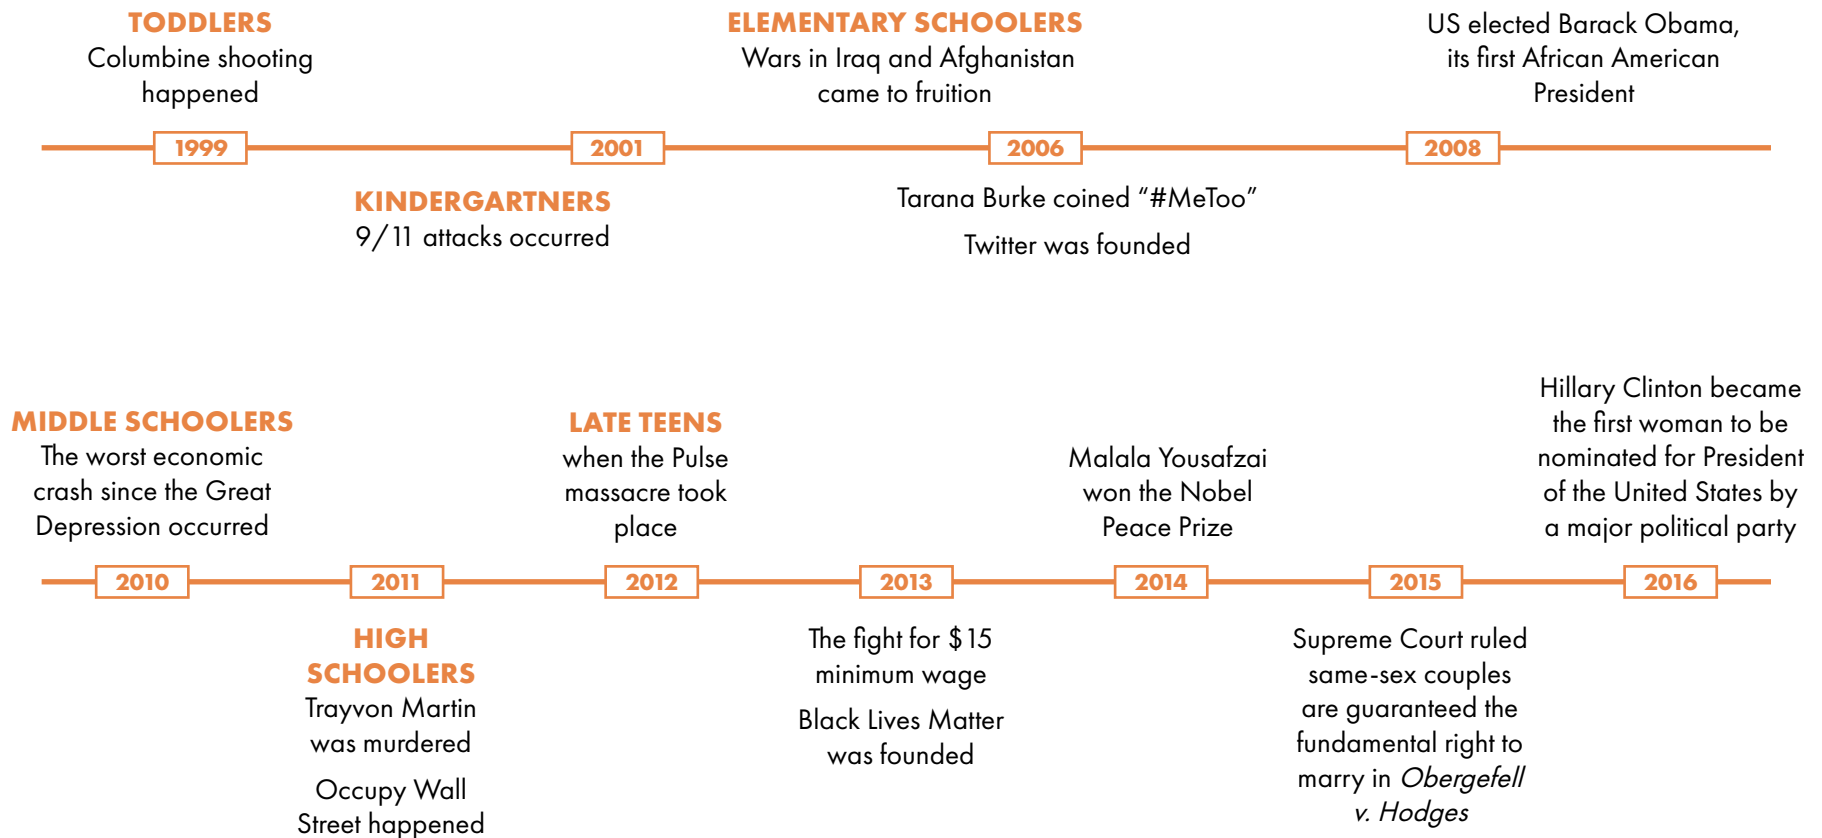 TODDLERS
Columbine shooting
happened
ELEMENTARY SCHOOLERS
Wars in Iraq and Afghanistan
came to fruition
US elected Barack Obama,
its first African American
President
1999
2001
2006
2008
KINDERGARTNERS
9/11 attacks occurred
Tarana Burke coined “#MeToo”
Twitter was founded
MIDDLE SCHOOLERS
The worst economic
crash since the Great
Depression occurred
LATE TEENS
when the Pulse
massacre took
place
Malala Yousafzai
won the Nobel
Peace Prize
Hillary Clinton became
the first woman to be
nominated for President
of the United States by
a major political party
2010
2011
2012
2013
2014
2015
2016
HIGH
SCHOOLERS
Trayvon Martin
was murdered
Occupy Wall
Street happened
The fight for $15
minimum wage
Black Lives Matter
was founded
Supreme Court ruled
same-sex couples
are guaranteed the
fundamental right to
marry in Obergefell
v. Hodges